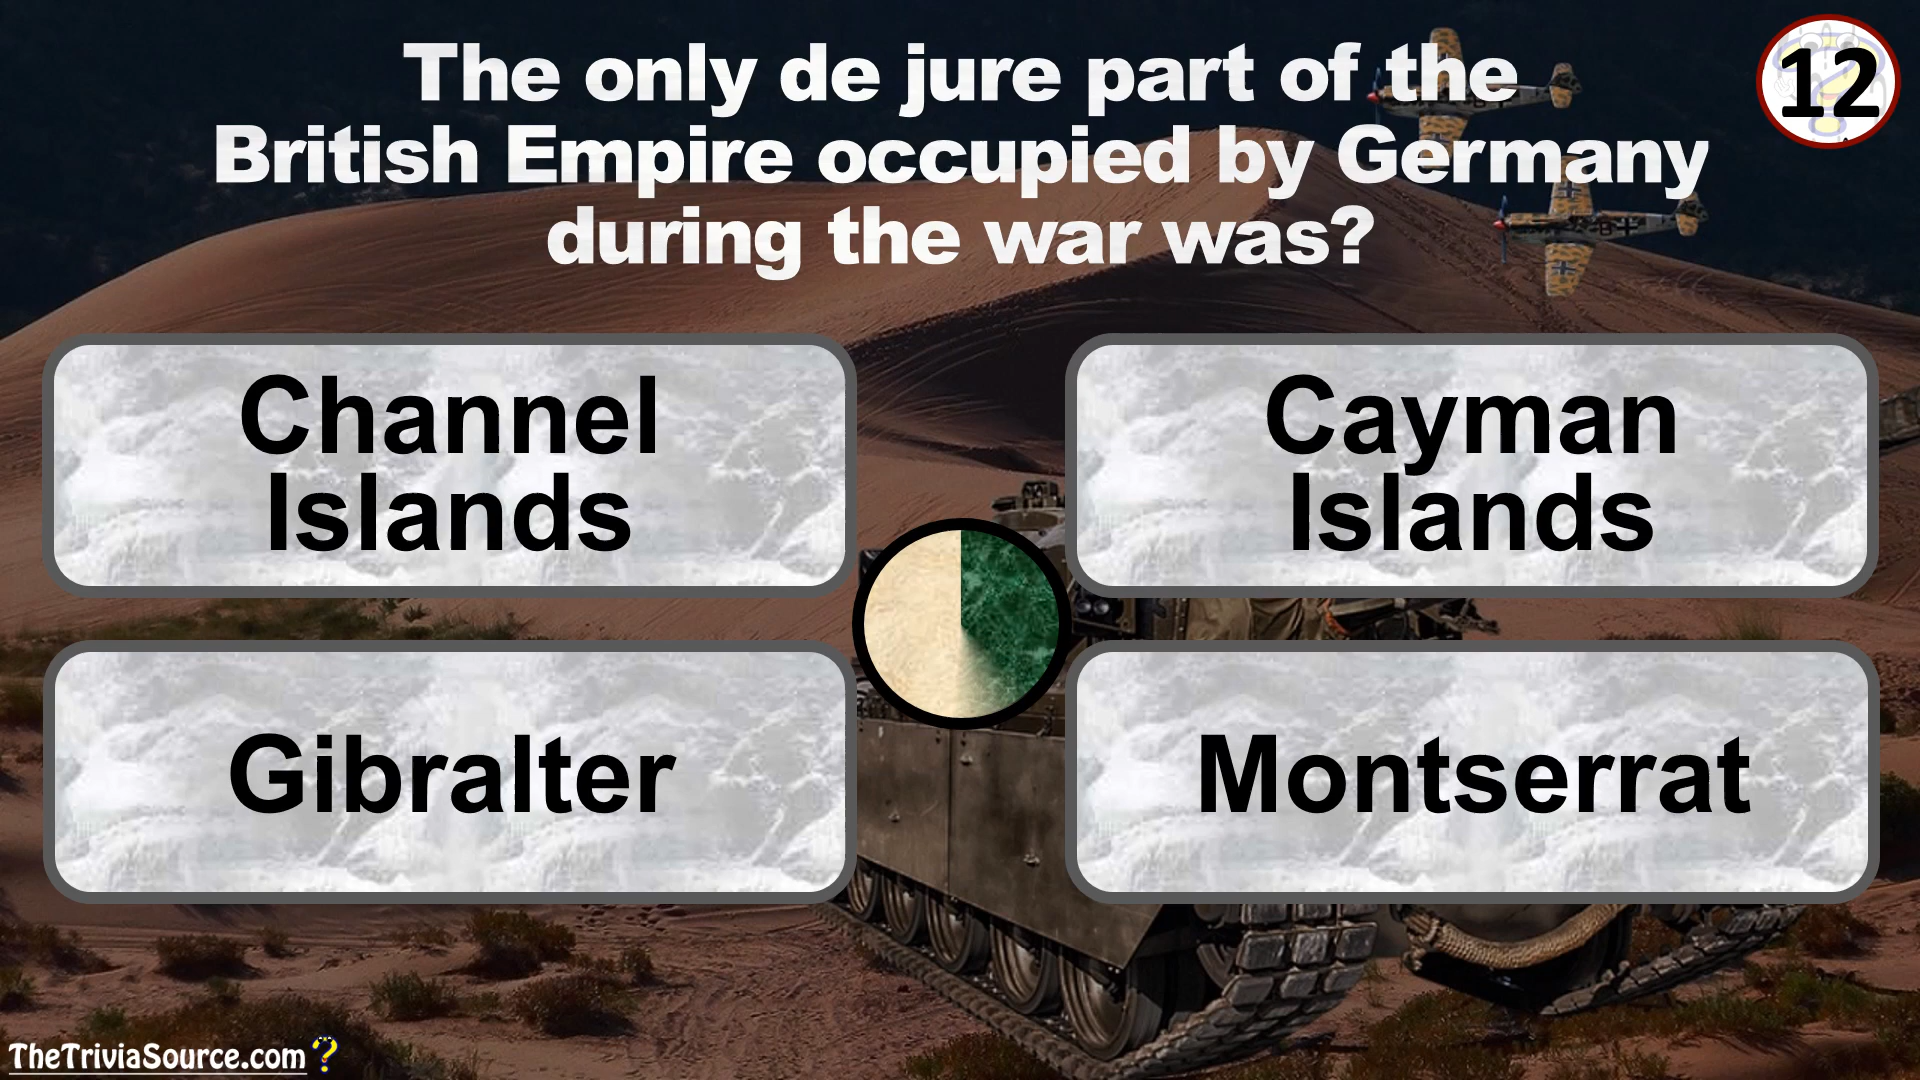 The only de jure part of the
British Empire occupied by Germany
during the war was?
12
Channel
Islands
Cayman
Islands
Gibralter
Montserrat
TheTriviaSource.com?